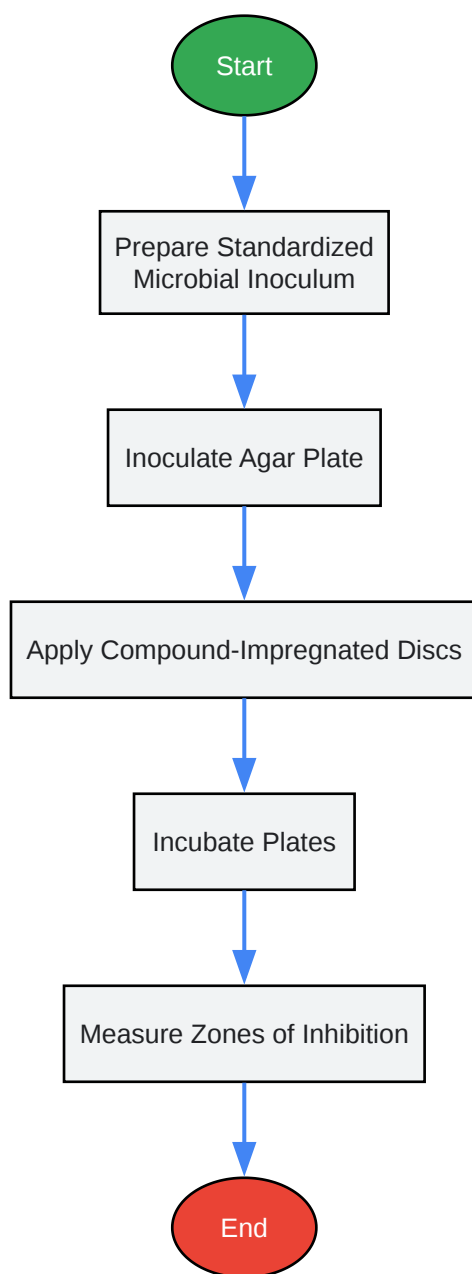 Start
Prepare Standardized
Microbial Inoculum
Inoculate Agar Plate
Apply Compound-Impregnated Discs
Incubate Plates
Measure Zones of Inhibition
End